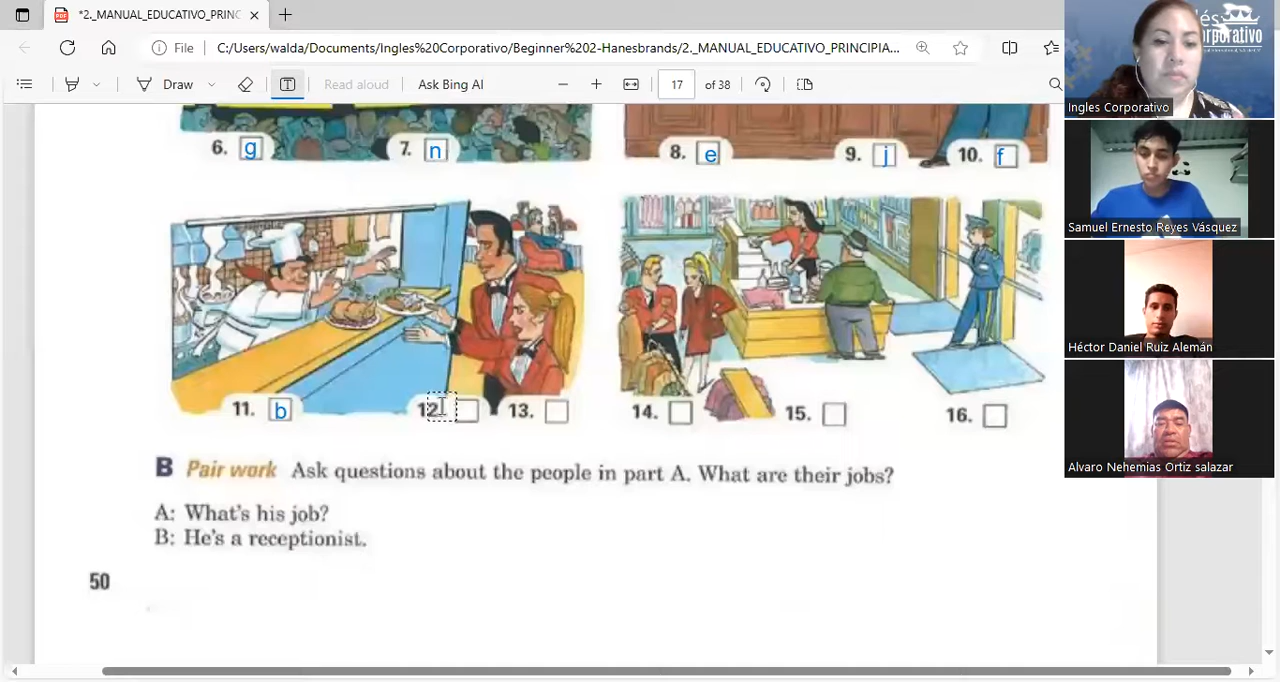 *2._MANUAL_EDUCATIVO_PRINC
File C:/Users/walda/Documents/Ingles%20Corporativo/Beginner%202-Hanesbrands/2._MANUAL_EDUCATIVO_PRINCIPIA...
Draw Read aloud Ask Bing AI 17 of 38
6. g 7. n 8. e 9. j 10. f
11. b 12. 13. 14. 15. 16.
B Pair work Ask questions about the people in part A. What are their jobs?
A: What's his job?
B: He's a receptionist.
50
Ingles Corporativo
Samuel Ernesto Reyes Vásquez
Héctor Daniel Ruiz Alemán
Alvaro Nehemias Ortiz salazar